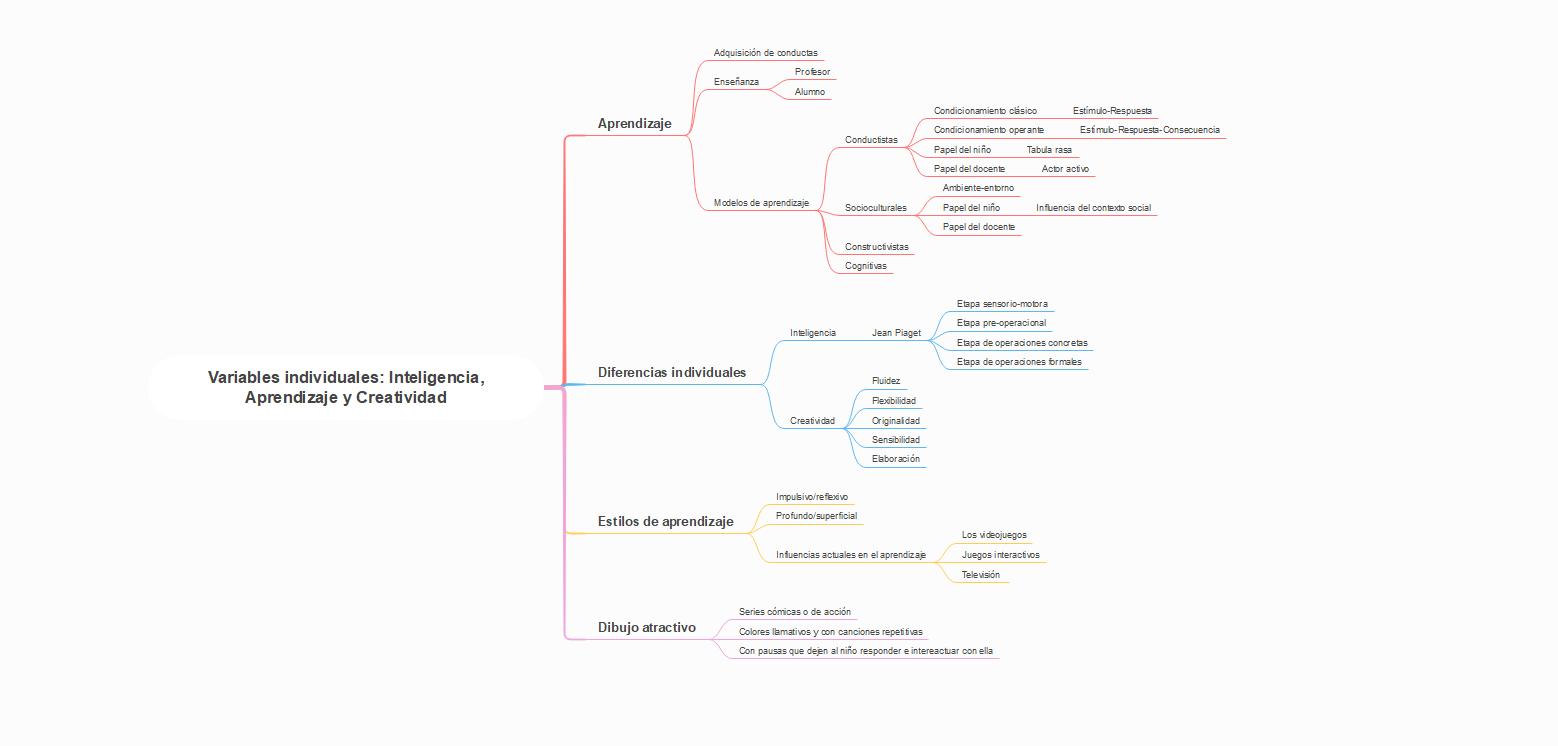 Variables individuales: Inteligencia,
Aprendizaje y Creatividad
Aprendizaje
Adquisición de conductas
Enseñanza
Profesor
Alumno
Modelos de aprendizaje
Conductistas
Condicionamiento clásico
Estímulo-Respuesta
Condicionamiento operante
Estímulo-Respuesta-Consecuencia
Papel del niño
Tabula rasa
Papel del docente
Actor activo
Socioculturales
Ambiente-entorno
Papel del niño
Influencia del contexto social
Papel del docente
Constructivistas
Cognitivas
Diferencias individuales
Inteligencia
Jean Piaget
Etapa sensorio-motora
Etapa pre-operacional
Etapa de operaciones concretas
Etapa de operaciones formales
Creatividad
Fluidez
Flexibilidad
Originalidad
Sensibilidad
Elaboración
Estilos de aprendizaje
Impulsivo/reflexivo
Profundo/superficial
Influencias actuales en el aprendizaje
Los videojuegos
Juegos interactivos
Televisión
Dibujo atractivo
Series cómicas o de acción
Colores llamativos y con canciones repetitivas
Con pausas que dejen al niño responder e intereactuar con ella